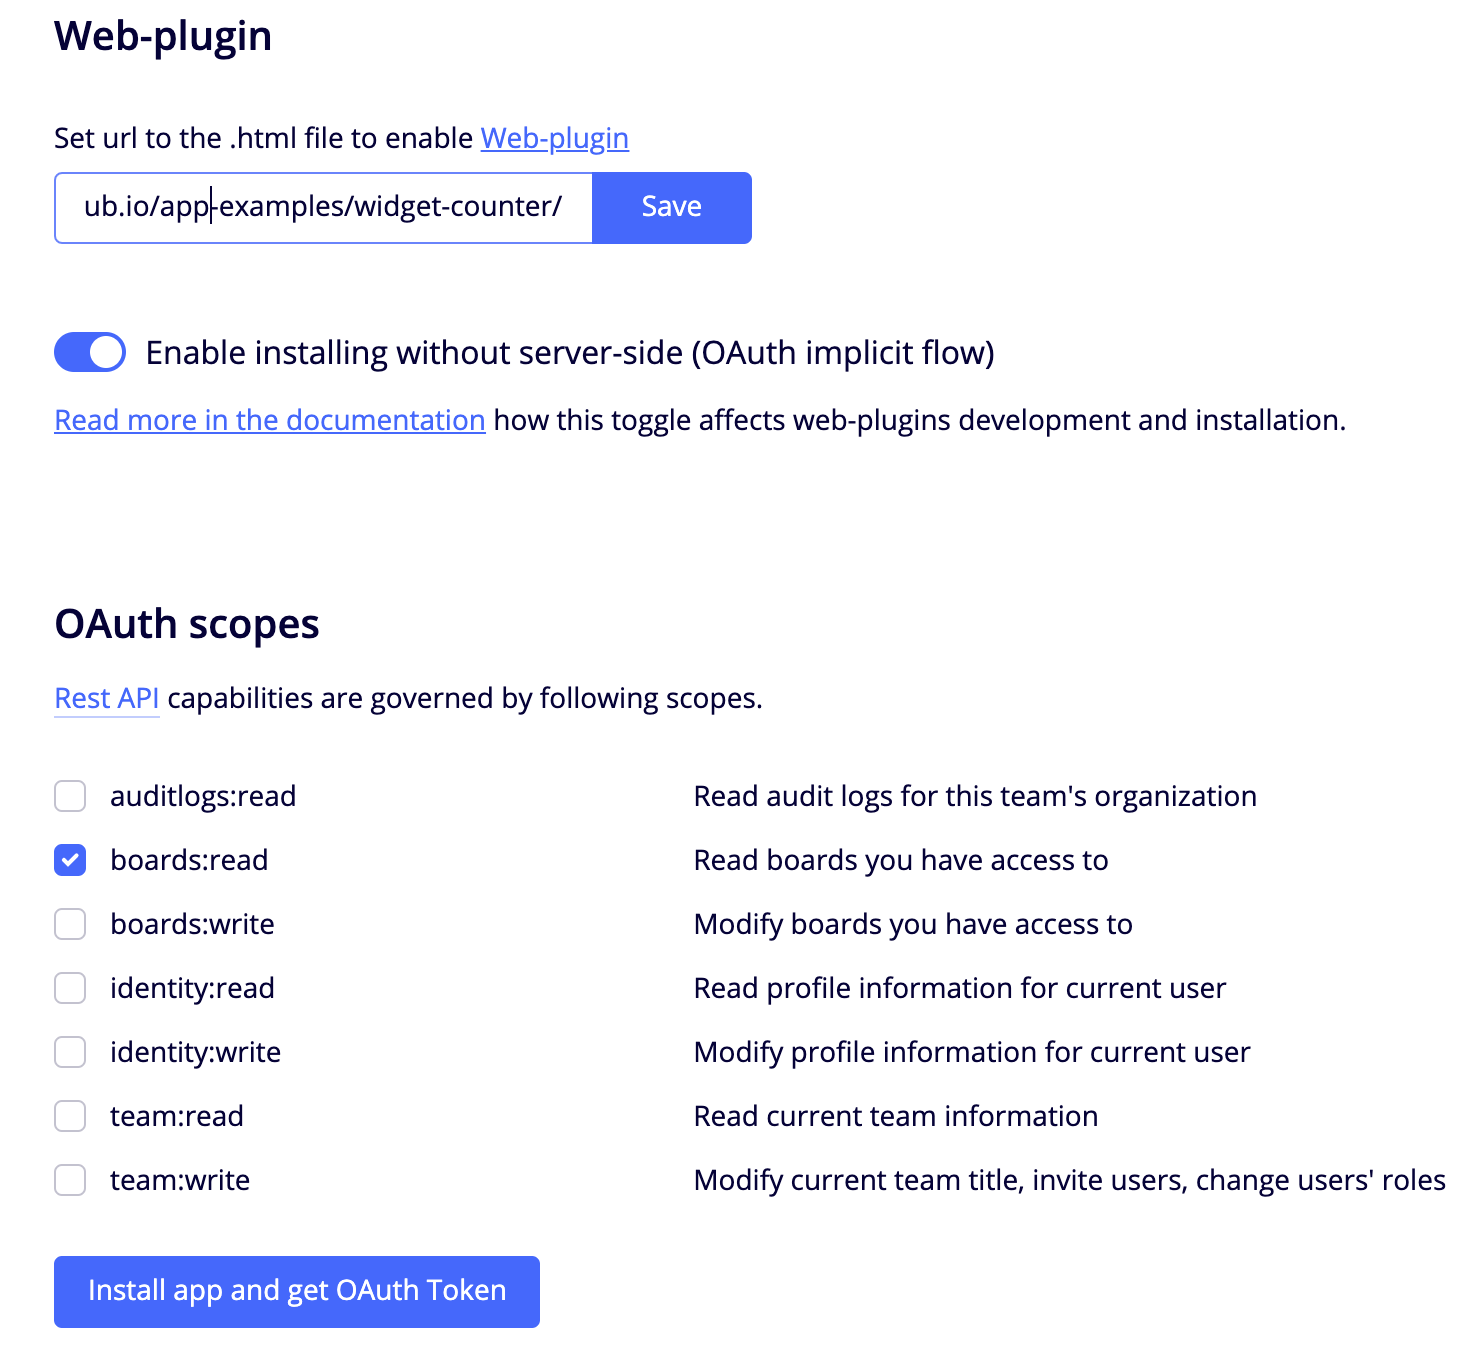 Web-plugin
Set url to the .html file to enable Web-plugin
ub.io/app-examples/widget-counter/ Save
Enable installing without server-side (OAuth implicit flow)
Read more in the documentation how this toggle affects web-plugins development and installation.
OAuth scopes
Rest API capabilities are governed by following scopes.
auditlogs:read Read audit logs for this team's organization
boards:read Read boards you have access to
boards:write Modify boards you have access to
identity:read Read profile information for current user
identity:write Modify profile information for current user
team:read Read current team information
team:write Modify current team title, invite users, change users' roles
Install app and get OAuth Token